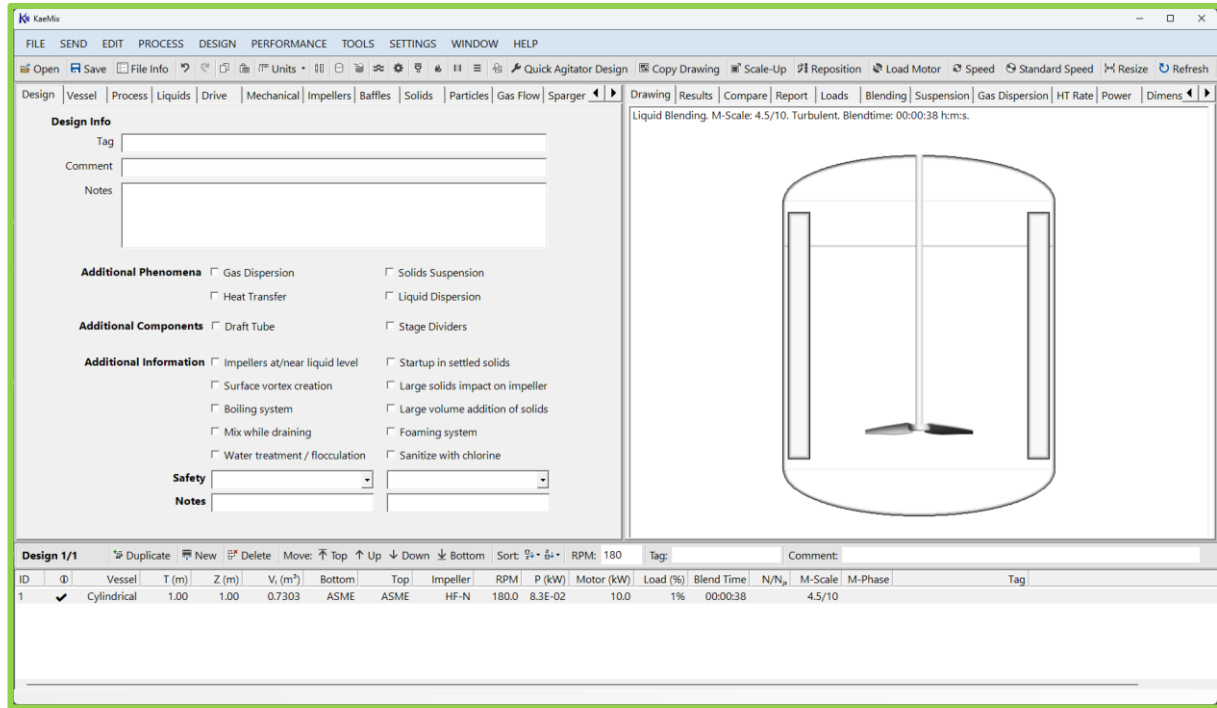 KaeMix
FILE SEND EDIT PROCESS DESIGN PERFORMANCE TOOLS SETTINGS WINDOW HELP
Open Save File Info Units Quick Agitator Design Copy Drawing Scale-Up Reposition Load Motor Speed Standard Speed Resize Refresh
Design Vessel Process Liquids Drive Mechanical Impellers Baffles Solids Particles Gas Flow Sparger
Drawing Results Compare Report Loads Blending Suspension Gas Dispersion HT Rate Power Dimens
Liquid Blending. M-Scale: 4.5/10. Turbulent. Blendtime: 00:00:38 h:m:s.
Design Info
Tag
Comment
Notes
Additional Phenomena Gas Dispersion Solids Suspension
Heat Transfer Liquid Dispersion
Additional Components Draft Tube Stage Dividers
Additional Information Impellers at/near liquid level Startup in settled solids
Surface vortex creation Large solids impact on impeller
Boiling system Large volume addition of solids
Mix while draining Foaming system
Water treatment / flocculation Sanitize with chlorine
Safety
Notes
Design 1/1 Duplicate New Delete Move: Top Up Down Bottom Sort: RPM: 180 Tag: Comment:
ID Vessel T (m) Z (m) Vₗ (m³) Bottom Top Impeller RPM P (kW) Motor (kW) Load (%) Blend Time M-Scale M-Phase Tag
1 Cylindrical 1.00 1.00 0.7303 ASME ASME HF-N 180.0 8.3E-02 10.0 1% 00:00:38 4.5/10